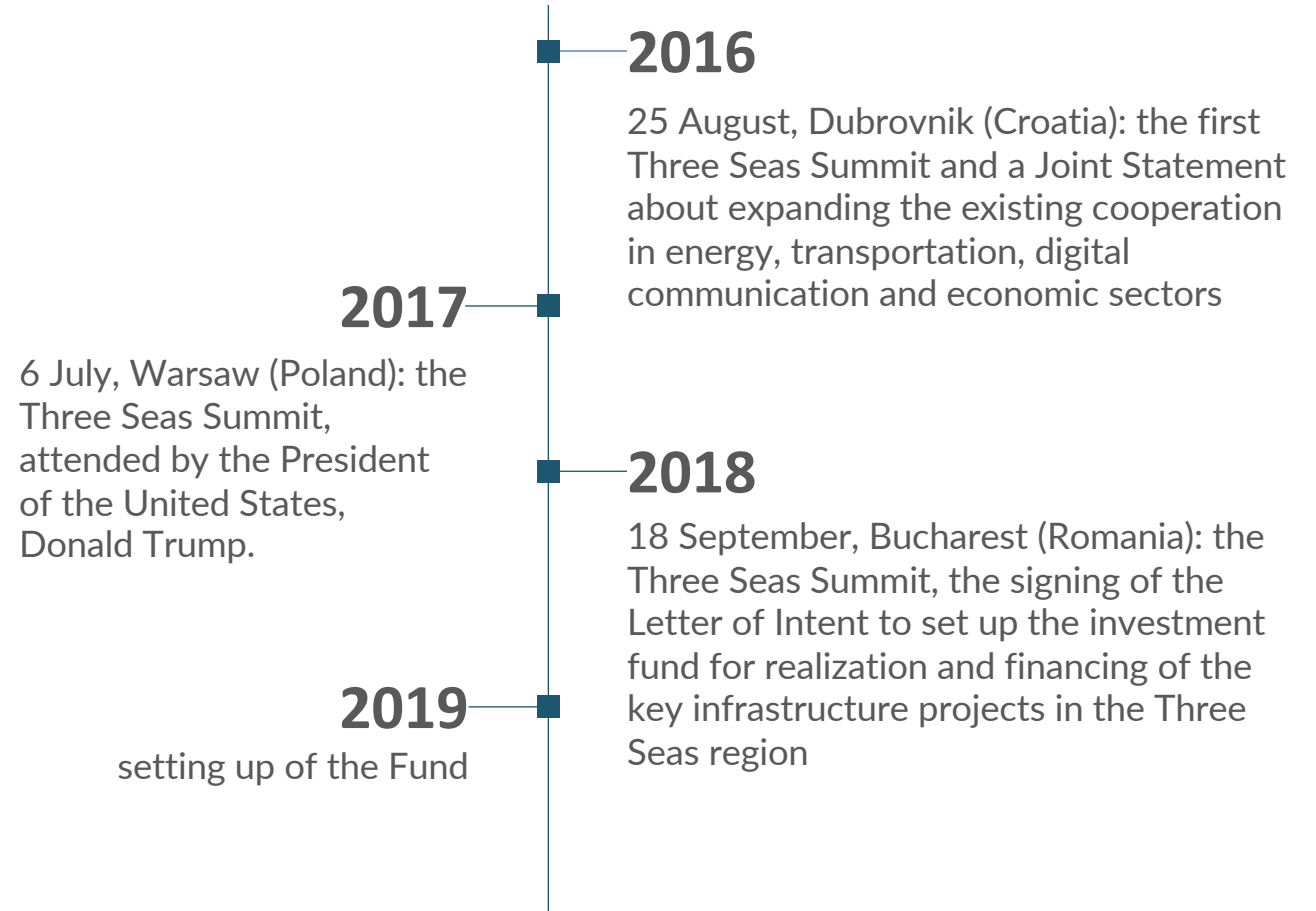 2016
25 August, Dubrovnik (Croatia): the first
Three Seas Summit and a Joint Statement
about expanding the existing cooperation
in energy, transportation, digital
communication and economic sectors
2017
6 July, Warsaw (Poland): the
Three Seas Summit,
attended by the President
of the United States,
Donald Trump.
2018
18 September, Bucharest (Romania): the
Three Seas Summit, the signing of the
Letter of Intent to set up the investment
fund for realization and financing of the
key infrastructure projects in the Three
Seas region
2019
setting up of the Fund